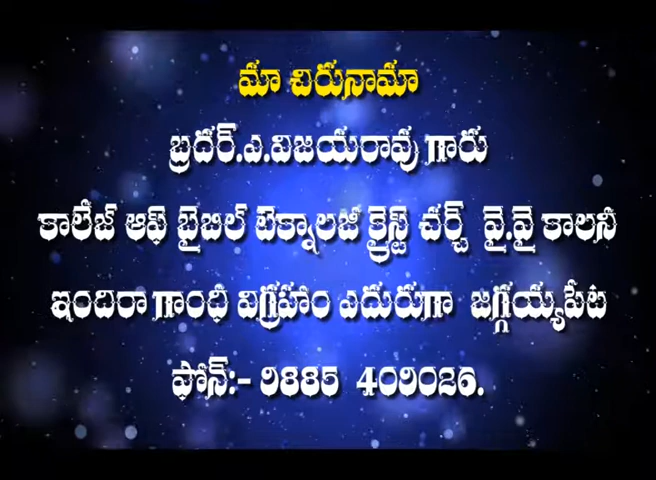 మా చిరునామా
బ్రదర్.ఎ.విజయరావు గారు
కాలేజ్ ఆఫ్ బైబిల్ టెక్నాలజీ క్రైస్ట్ చర్చ్ వై.వై కాలనీ
ఇందిరా గాంధీ విగ్రహం ఎదురుగా జగ్గయ్యపేట
ఫోన్:- 9885 409026.